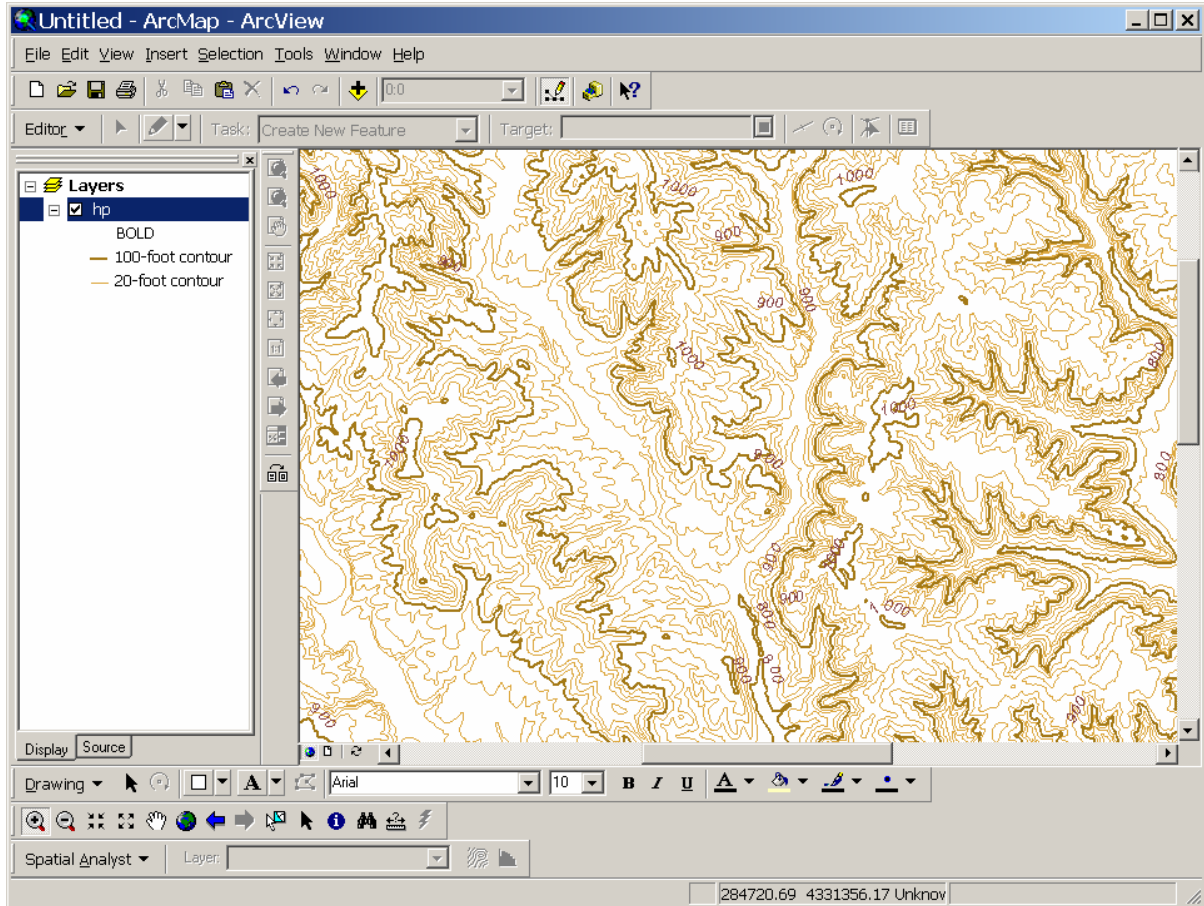 Untitled - ArcMap - ArcView
File Edit View Insert Selection Tools Window Help
0:0
Editor Task: Create New Feature Target:
Layers
hp
BOLD
100-foot contour
20-foot contour
Display Source
1000
1000
1000
900
900
900
900
1000
800
1000
1000
900
800
900
800
900
800
1000
900
900
900
Drawing A Arial 10 B I U A
Spatial Analyst Layer:
284720.69 4331356.17 Unknov